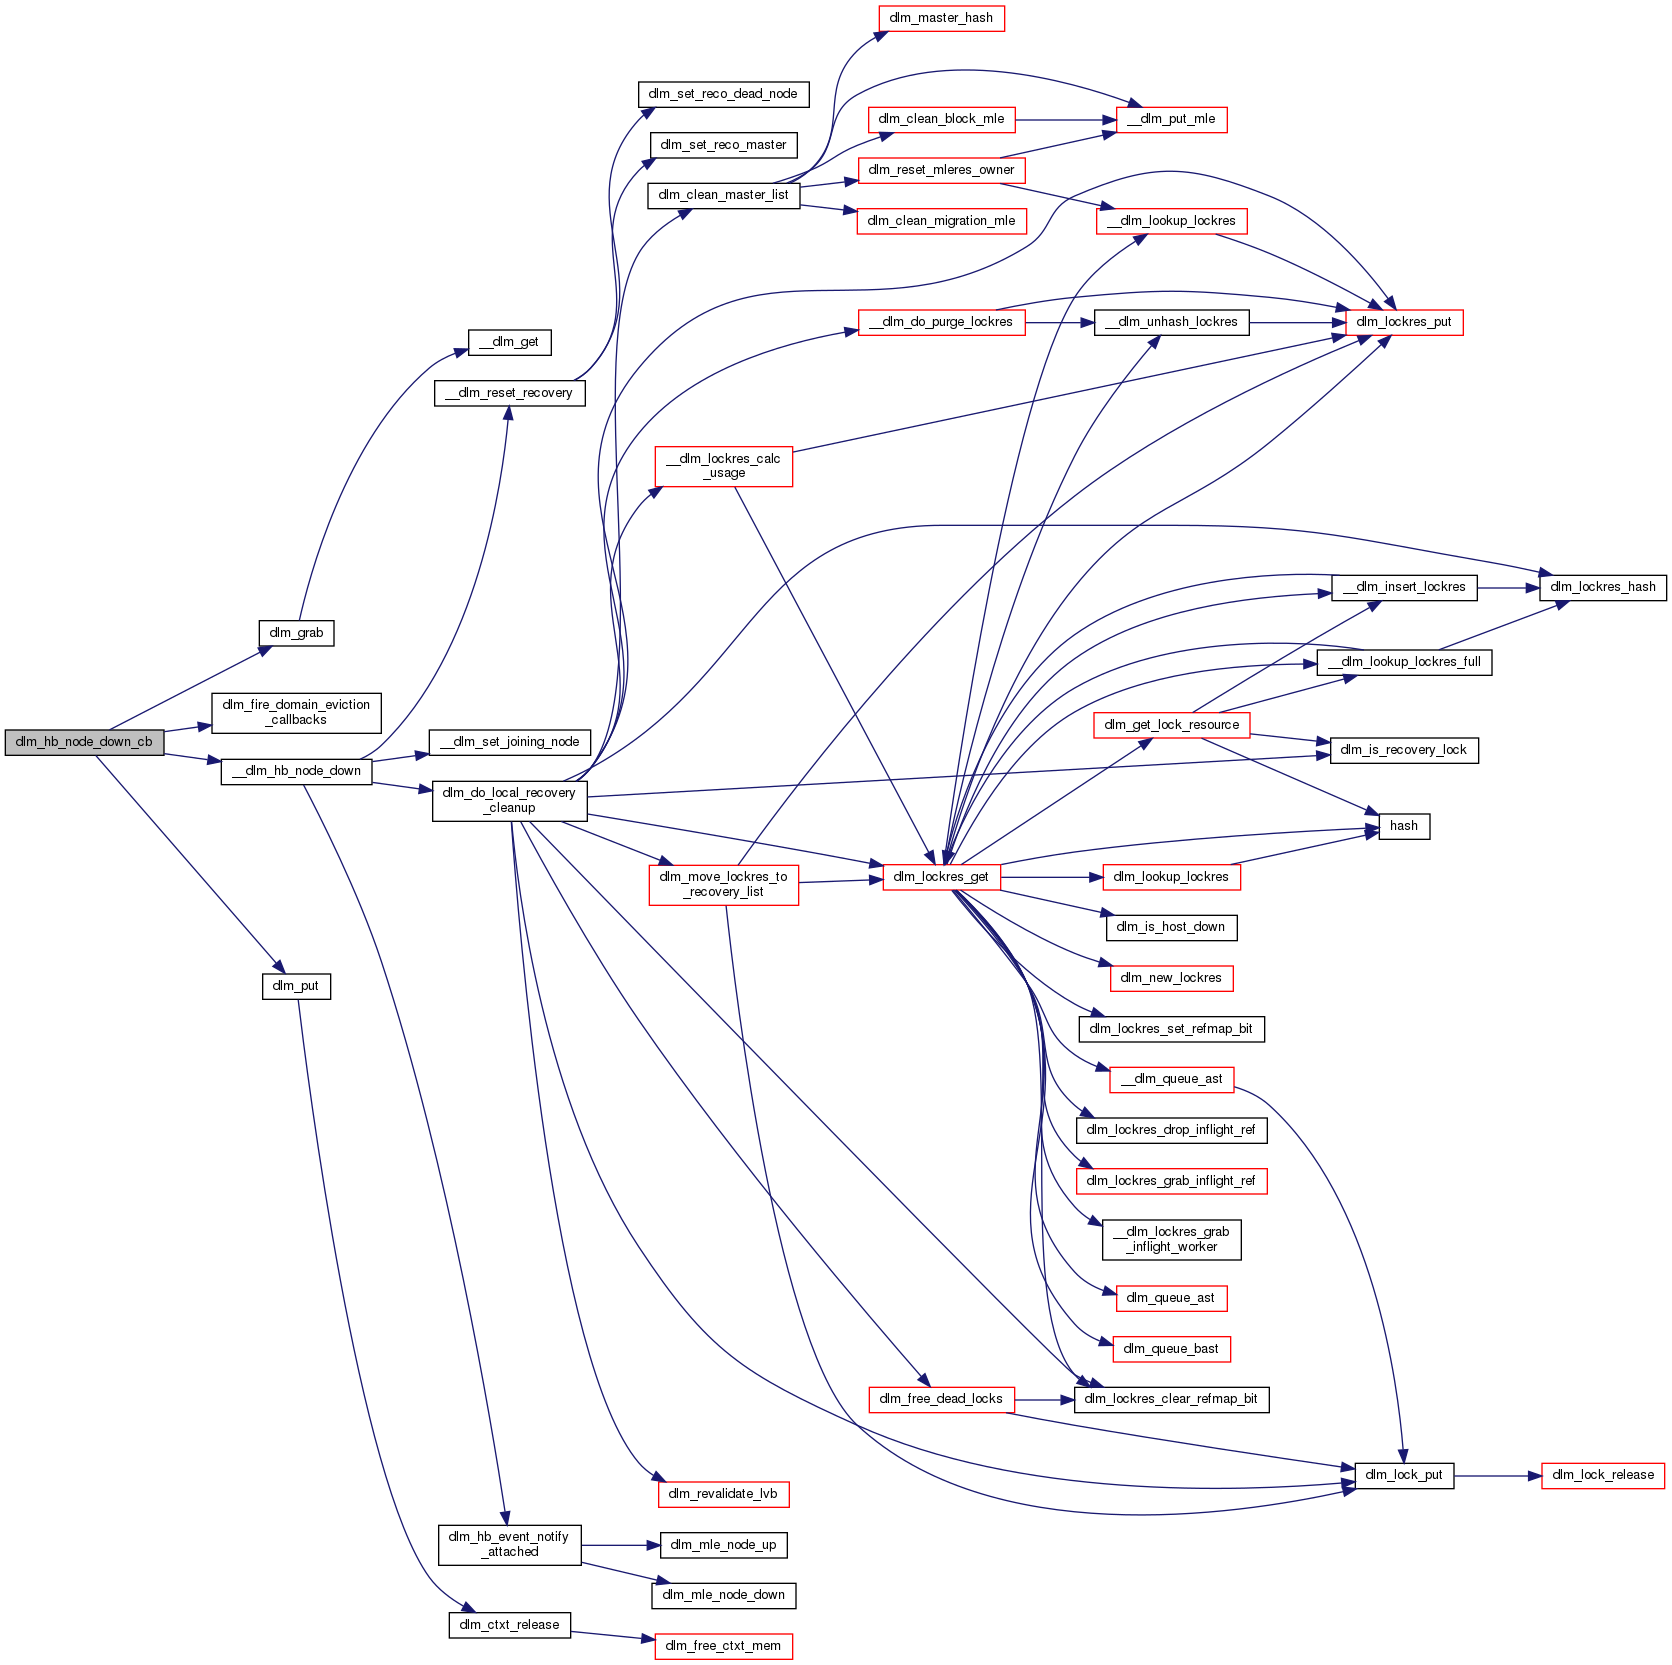 dlm_master_hash
dlm_set_reco_dead_node
dlm_clean_block_mle
__dlm_put_mle
dlm_set_reco_master
dlm_reset_mleres_owner
dlm_clean_master_list
dlm_clean_migration_mle
__dlm_lookup_lockres
__dlm_do_purge_lockres
__dlm_unhash_lockres
dlm_lockres_put
__dlm_get
__dlm_reset_recovery
__dlm_lockres_calc
_usage
__dlm_insert_lockres
dlm_lockres_hash
dlm_grab
__dlm_lookup_lockres_full
dlm_fire_domain_eviction
_callbacks
dlm_get_lock_resource
dlm_hb_node_down_cb
__dlm_set_joining_node
dlm_is_recovery_lock
__dlm_hb_node_down
dlm_do_local_recovery
_cleanup
hash
dlm_move_lockres_to
_recovery_list
dlm_lockres_get
dlm_lookup_lockres
dlm_is_host_down
dlm_new_lockres
dlm_put
dlm_lockres_set_refmap_bit
__dlm_queue_ast
dlm_lockres_drop_inflight_ref
dlm_lockres_grab_inflight_ref
__dlm_lockres_grab
_inflight_worker
dlm_queue_ast
dlm_queue_bast
dlm_free_dead_locks
dlm_lockres_clear_refmap_bit
dlm_lock_put
dlm_lock_release
dlm_revalidate_lvb
dlm_hb_event_notify
_attached
dlm_mle_node_up
dlm_mle_node_down
dlm_ctxt_release
dlm_free_ctxt_mem